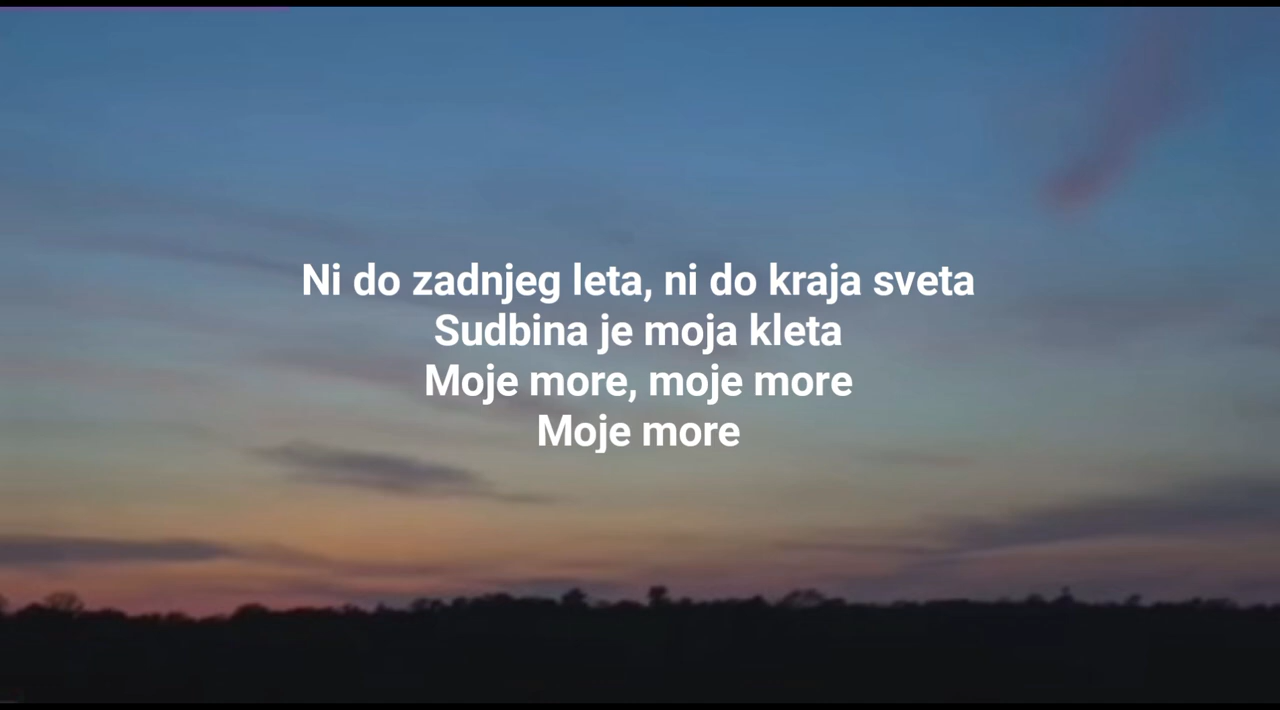 Ni do zadnjeg leta, ni do kraja sveta
Sudbina je moja kleta
Moje more, moje more
Moje more